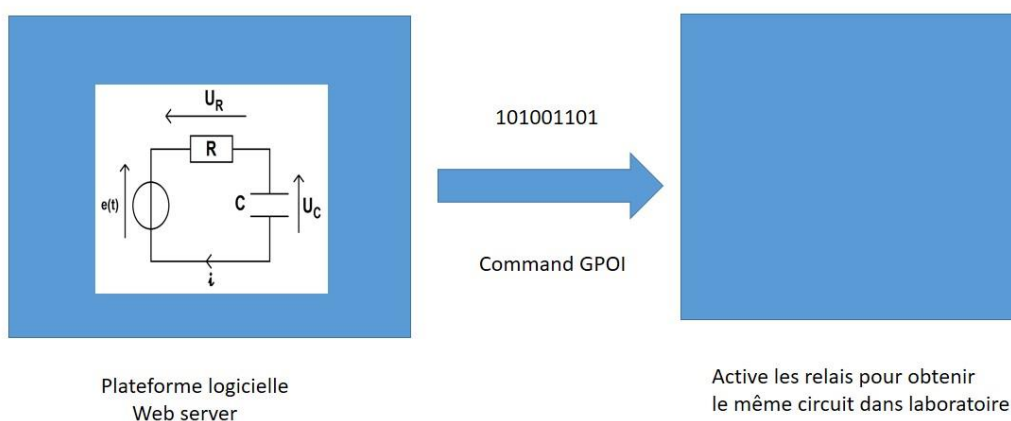 U_R
R
e(t)
C
U_C
i
Plateforme logicielle
Web server
101001101
Command GPOI
Active les relais pour obtenir
le même circuit dans laboratoire